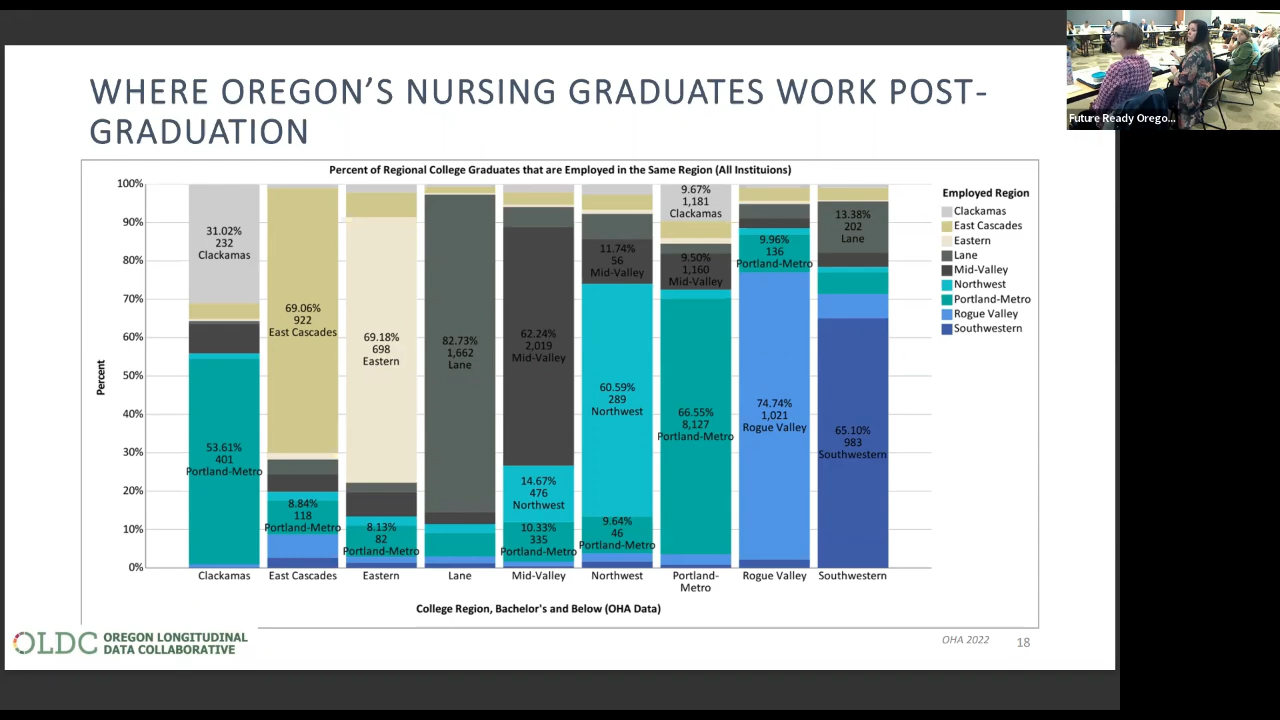 WHERE OREGON'S NURSING GRADUATES WORK POST-
GRADUATION
Future Ready Orego...
Percent of Regional College Graduates that are Employed in the Same Region (All Instituions)
100%
90%
80%
70%
60%
50%
40%
30%
20%
10%
0%
Percent
31.02%
232
Clackamas
53.61%
401
Portland-Metro
69.06%
922
East Cascades
8.84%
118
Portland-Metro
69.18%
698
Eastern
8.13%
82
Portland-Metro
82.73%
1,662
Lane
62.24%
2,019
Mid-Valley
14.67%
476
Northwest
10.33%
335
Portland-Metro
11.74%
56
Mid-Valley
60.59%
289
Northwest
9.64%
46
Portland-Metro
9.67%
1,181
Clackamas
9.50%
1,160
Mid-Valley
66.55%
8,127
Portland-Metro
9.96%
136
Portland-Metro
74.74%
1,021
Rogue Valley
13.38%
202
Lane
65.10%
983
Southwestern
Employed Region
Clackamas
East Cascades
Eastern
Lane
Mid-Valley
Northwest
Portland-Metro
Rogue Valley
Southwestern
Clackamas
East Cascades
Eastern
Lane
Mid-Valley
Northwest
Portland-
Metro
Rogue Valley
Southwestern
College Region, Bachelor's and Below (OHA Data)
OLDC OREGON LONGITUDINAL
DATA COLLABORATIVE
OHA 2022
18